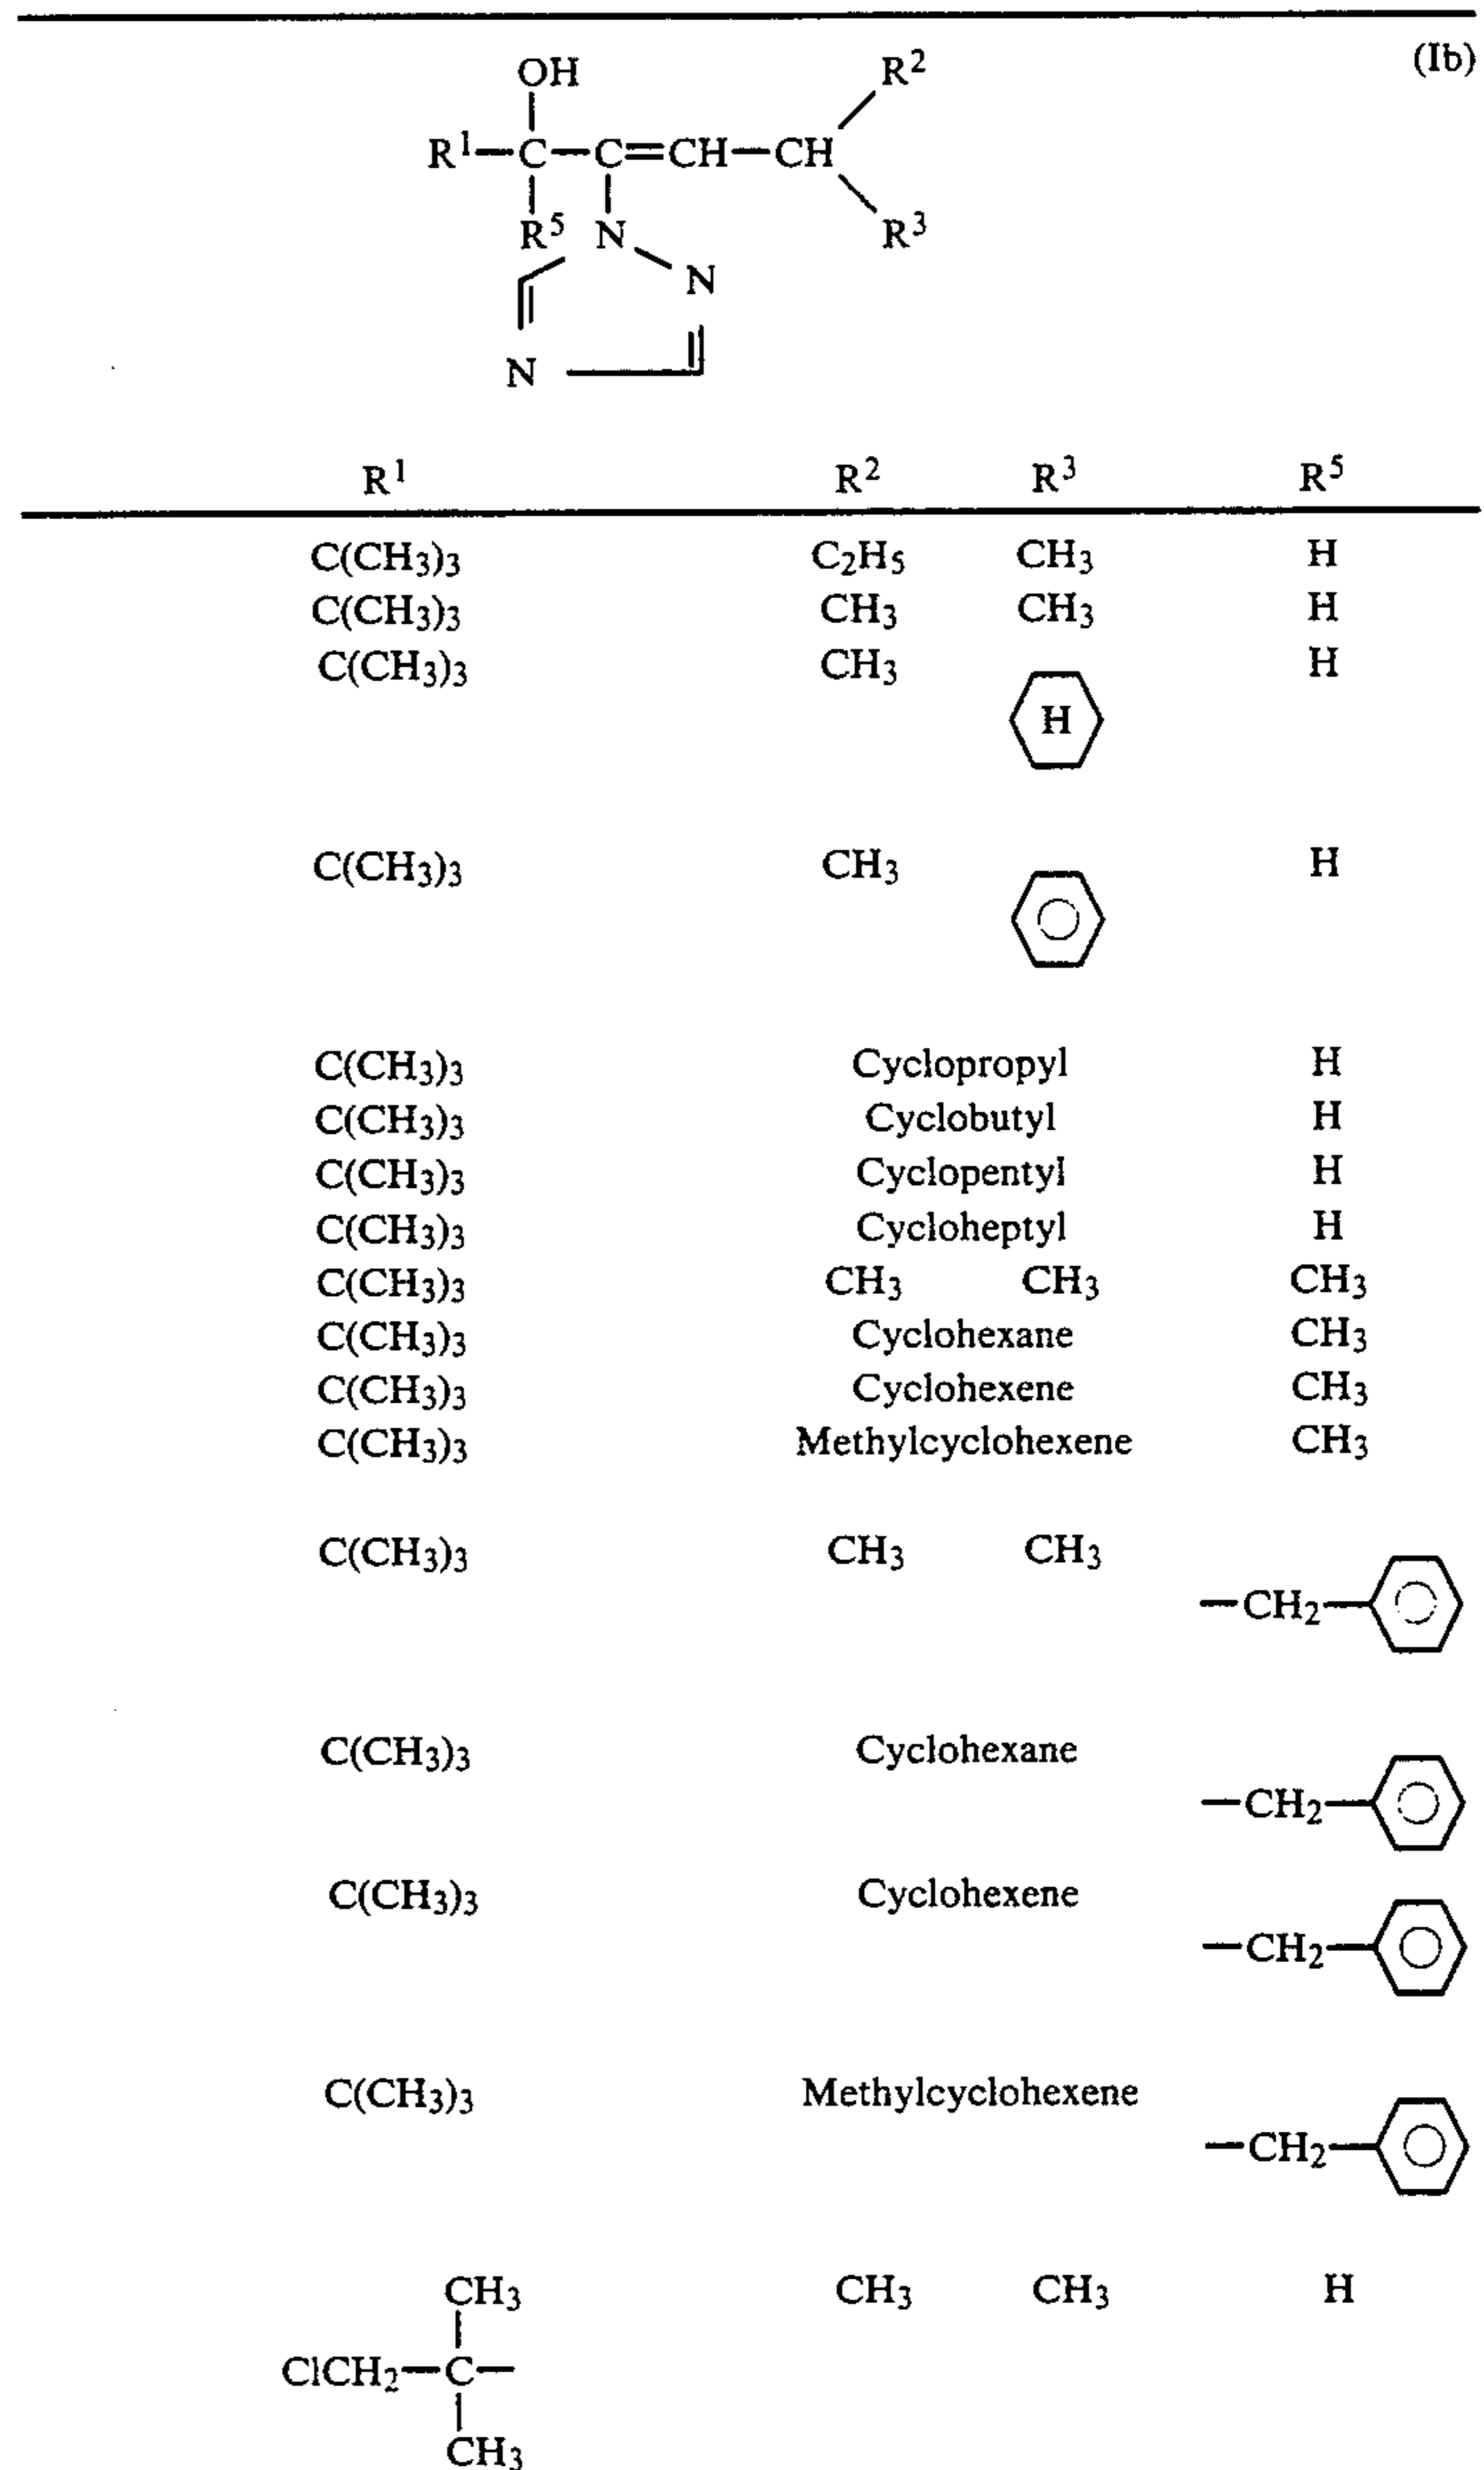 (Ib)
OH R²
R¹—C—C=CH—CH
R⁵ N R³
N
N
R¹ R² R³ R⁵
C(CH₃)₃ C₂H₅ CH₃ H
C(CH₃)₃ CH₃ CH₃ H
C(CH₃)₃ CH₃ H
H
C(CH₃)₃ CH₃ H
C(CH₃)₃ Cyclopropyl H
C(CH₃)₃ Cyclobutyl H
C(CH₃)₃ Cyclopentyl H
C(CH₃)₃ Cycloheptyl H
C(CH₃)₃ CH₃ CH₃ CH₃
C(CH₃)₃ Cyclohexane CH₃
C(CH₃)₃ Cyclohexene CH₃
C(CH₃)₃ Methylcyclohexene CH₃
C(CH₃)₃ CH₃ CH₃
—CH₂—
C(CH₃)₃ Cyclohexane
—CH₂—
C(CH₃)₃ Cyclohexene
—CH₂—
C(CH₃)₃ Methylcyclohexene
—CH₂—
CH₃ CH₃ CH₃ H
ClCH₂—C—
CH₃